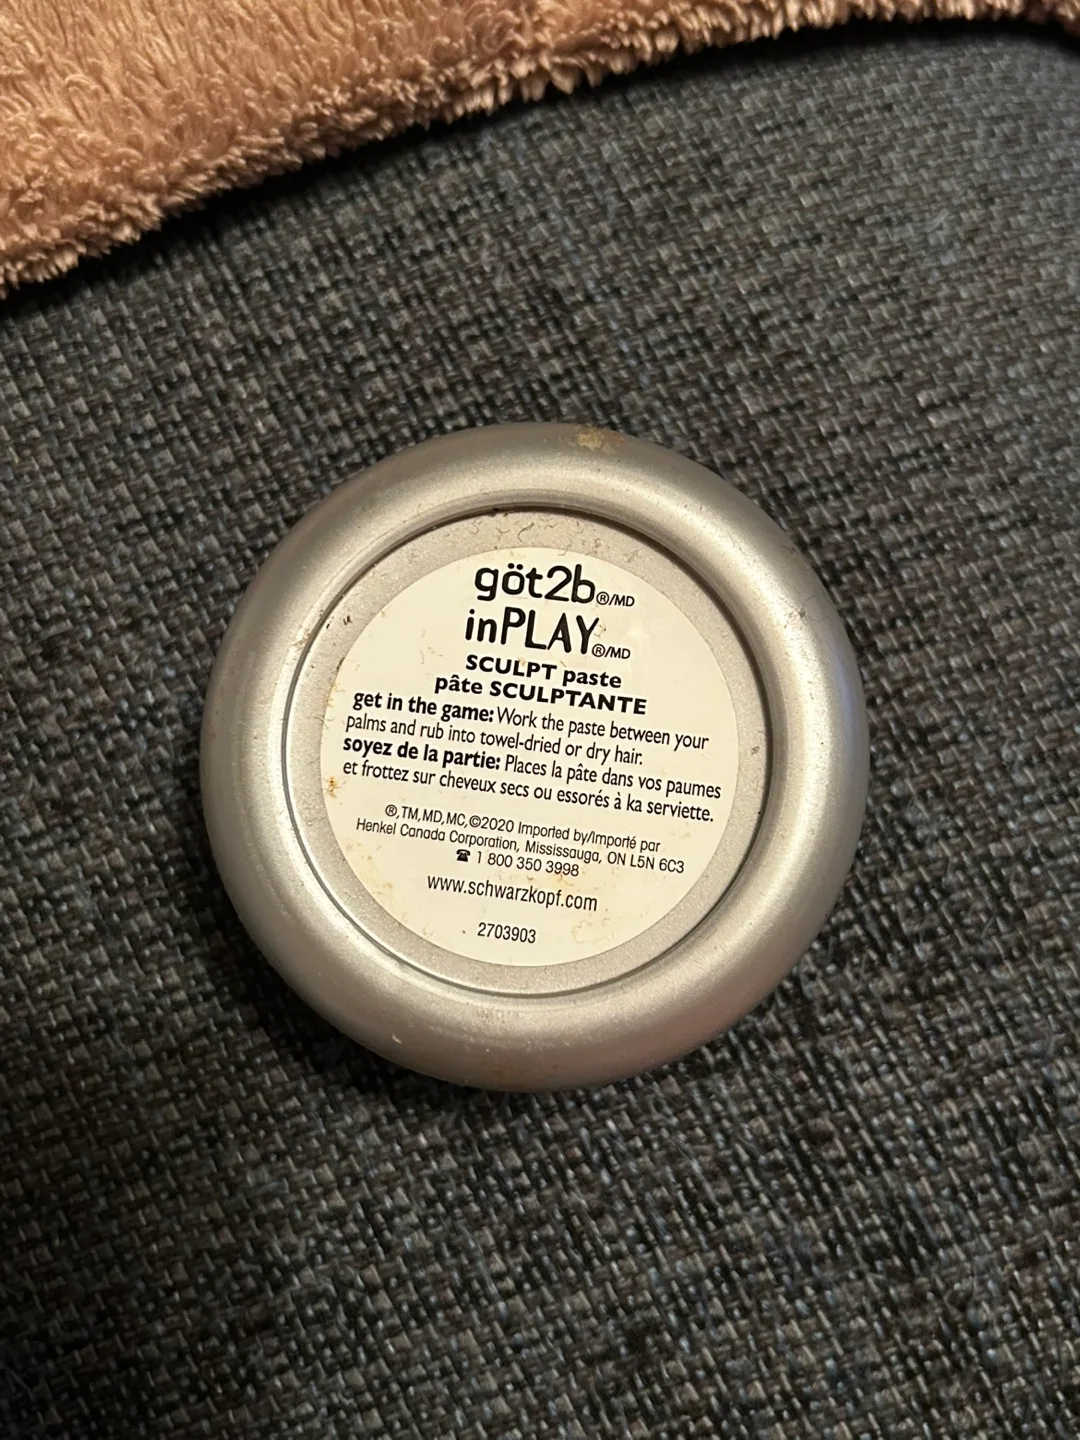 göt2b®/MD
inPLAY®/MD
SCULPT paste
pâte SCULPTANTE
get in the game: Work the paste between your
palms and rub into towel-dried or dry hair.
soyez de la partie: Places la pâte dans vos paumes
et frottez sur cheveux secs ou essorés à ka serviette.
®,TM,MD,MC,©2020 Imported by/Importé par
Henkel Canada Corporation, Mississauga, ON L5N 6C3
☎ 1 800 350 3998
www.schwarzkopf.com
2703903